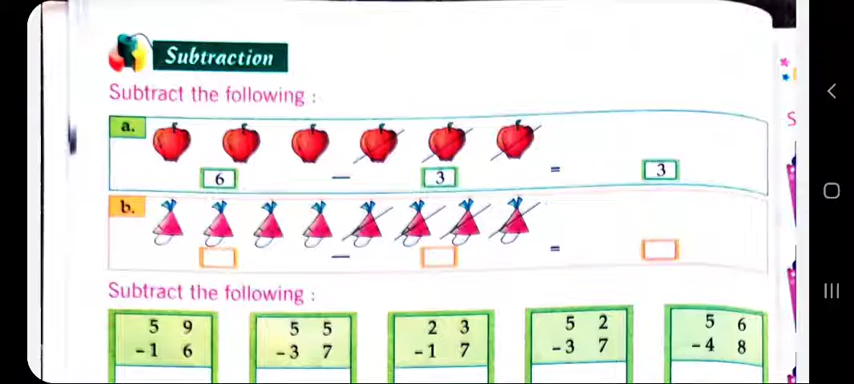 Subtraction
Subtract the following :
a.
6 – 3 = 3
b.
– =
Subtract the following :
5 9 5 5 2 3 5 2 5 6
–1 6 –3 7 –1 7 –3 7 –4 8
S